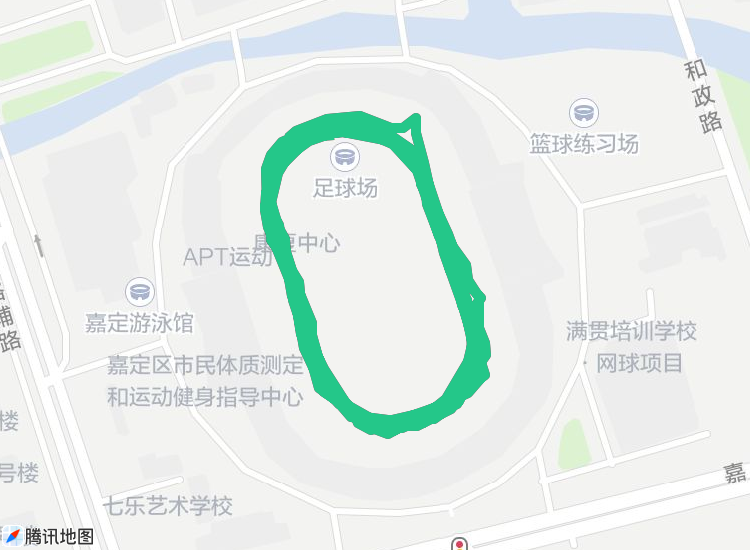 和政路
篮球练习场
足球场
康复中心
APT运动
嘉定游泳馆
满贯培训学校
网球项目
嘉定区市民体质测定
和运动健身指导中心
路
楼
号楼
七乐艺术学校
嘉
腾讯地图